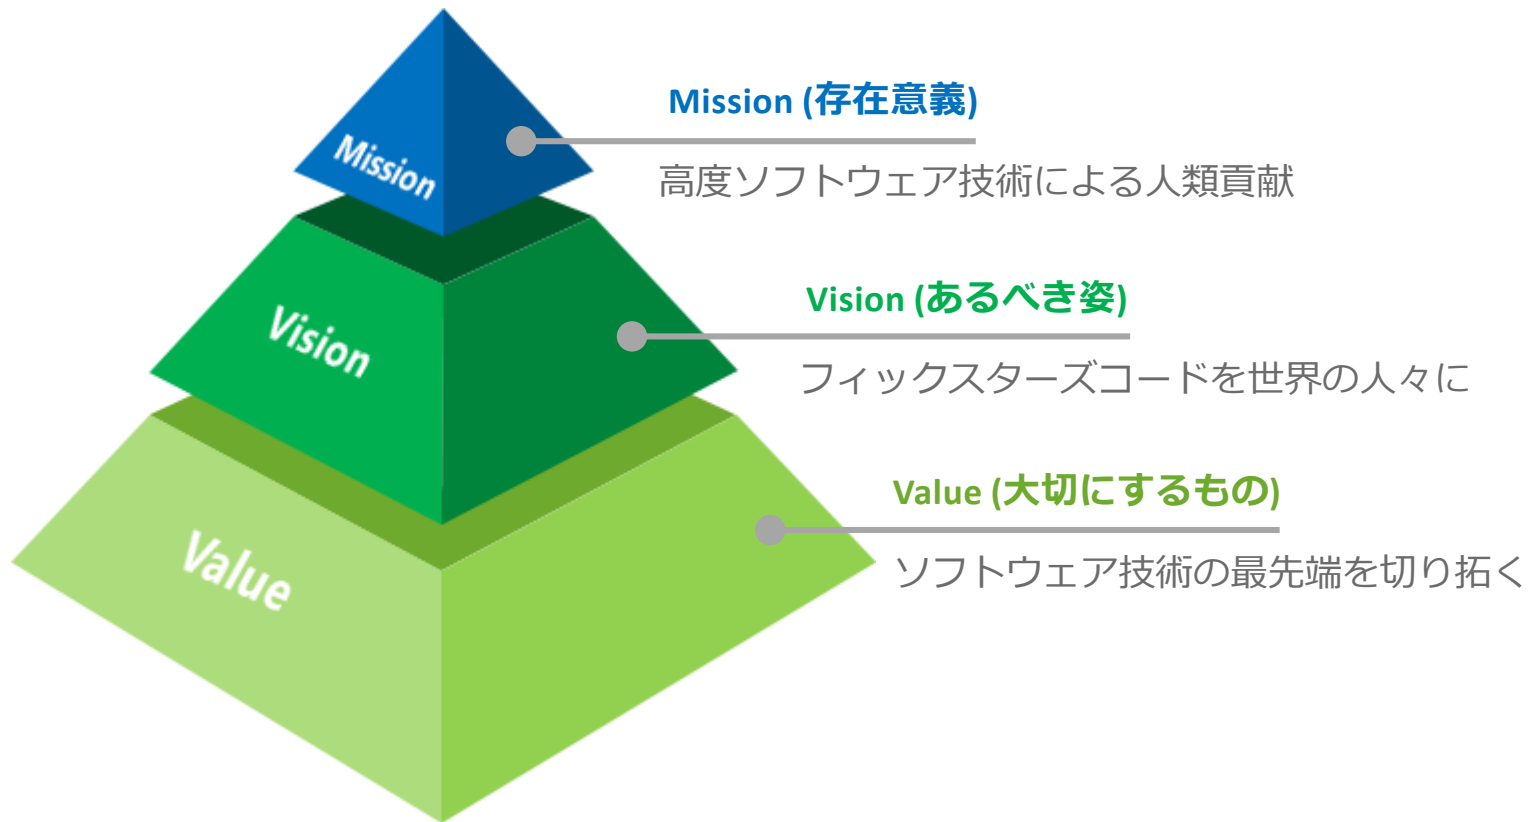 Mission
Mission (存在意義)
高度ソフトウェア技術による人類貢献
Vision
Vision (あるべき姿)
フィックスターズコードを世界の人々に
Value
Value (大切にするもの)
ソフトウェア技術の最先端を切り拓く